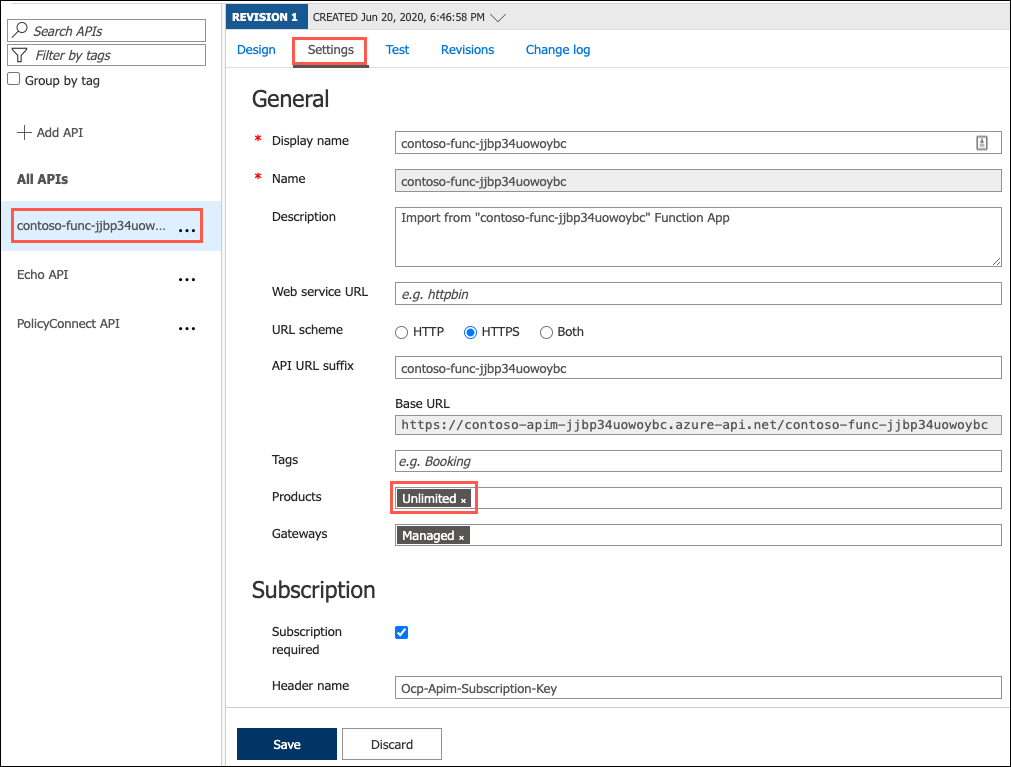 Search APIs
Filter by tags
Group by tag
Add API
All APIs
contoso-func-jjbp34uow... ...
Echo API ...
PolicyConnect API ...
REVISION 1 CREATED Jun 20, 2020, 6:46:58 PM
Design Settings Test Revisions Change log
General
* Display name contoso-func-jjbp34uowoybc
* Name contoso-func-jjbp34uowoybc
Description Import from "contoso-func-jjbp34uowoybc" Function App
Web service URL e.g. httpbin
URL scheme HTTP HTTPS Both
API URL suffix contoso-func-jjbp34uowoybc
Base URL
https://contoso-apim-jjbp34uowoybc.azure-api.net/contoso-func-jjbp34uowoybc
Tags e.g. Booking
Products Unlimited ×
Gateways Managed ×
Subscription
Subscription
required
Header name Ocp-Apim-Subscription-Key
Save Discard